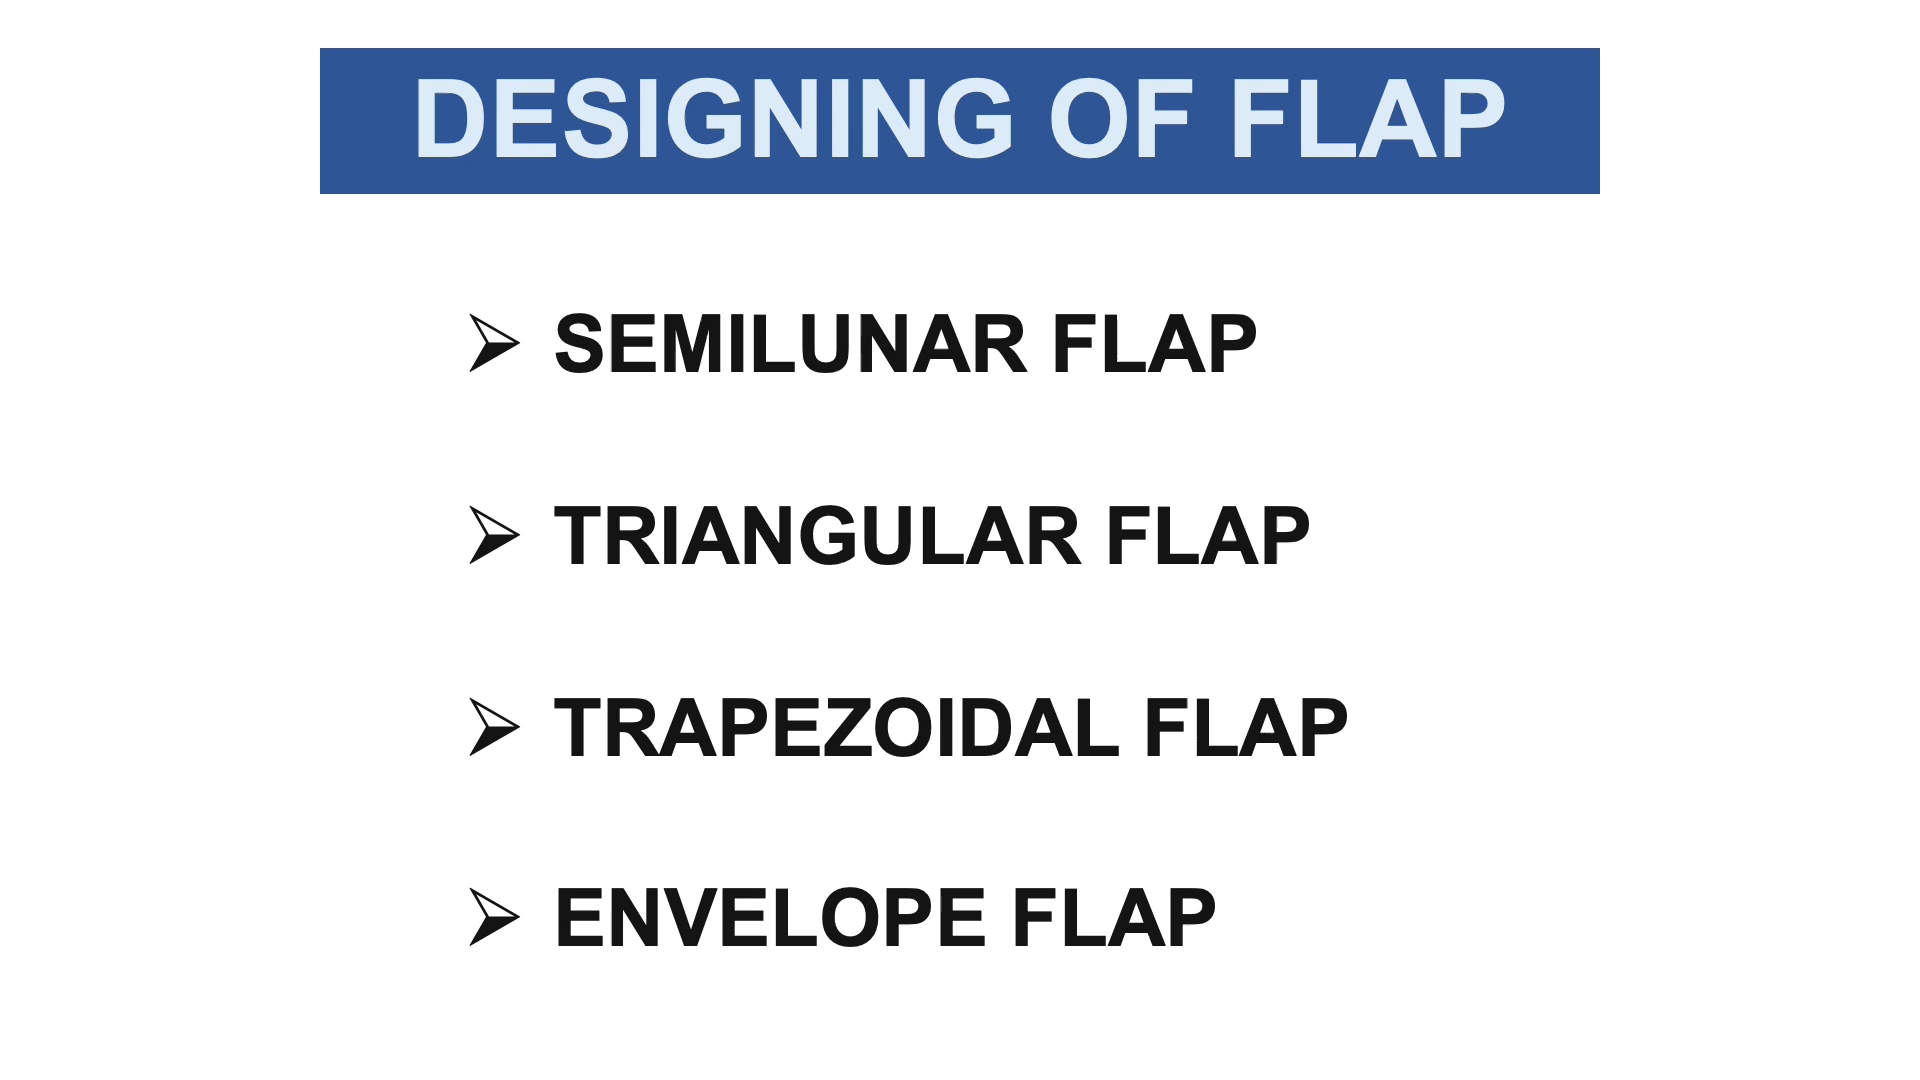 DESIGNING OF FLAP
➢ SEMILUNAR FLAP
➢ TRIANGULAR FLAP
➢ TRAPEZOIDAL FLAP
➢ ENVELOPE FLAP